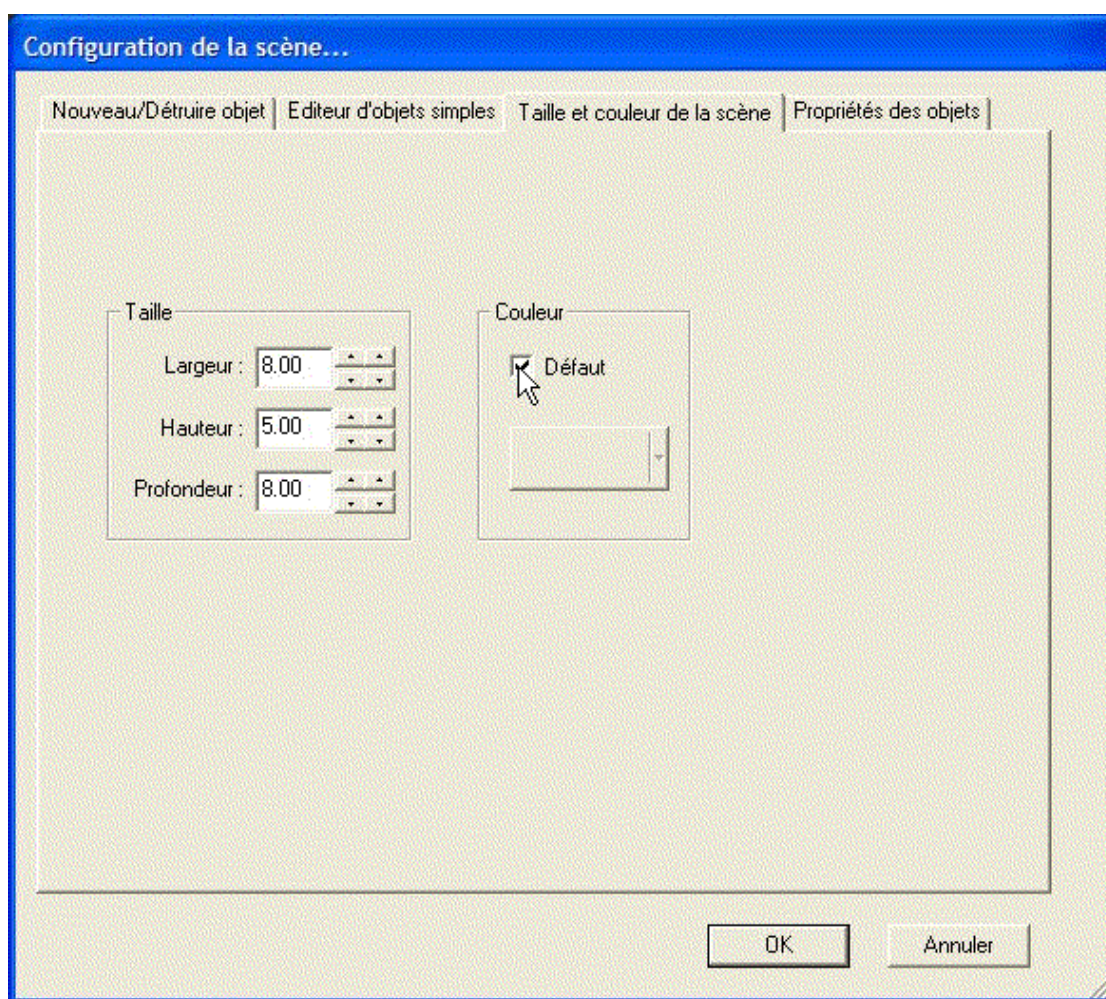 Configuration de la scène...
Nouveau/Détruire objet Editeur d'objets simples Taille et couleur de la scène Propriétés des objets
Taille Couleur
Largeur : 8.00 Défaut
Hauteur : 5.00
Profondeur : 8.00
OK Annuler